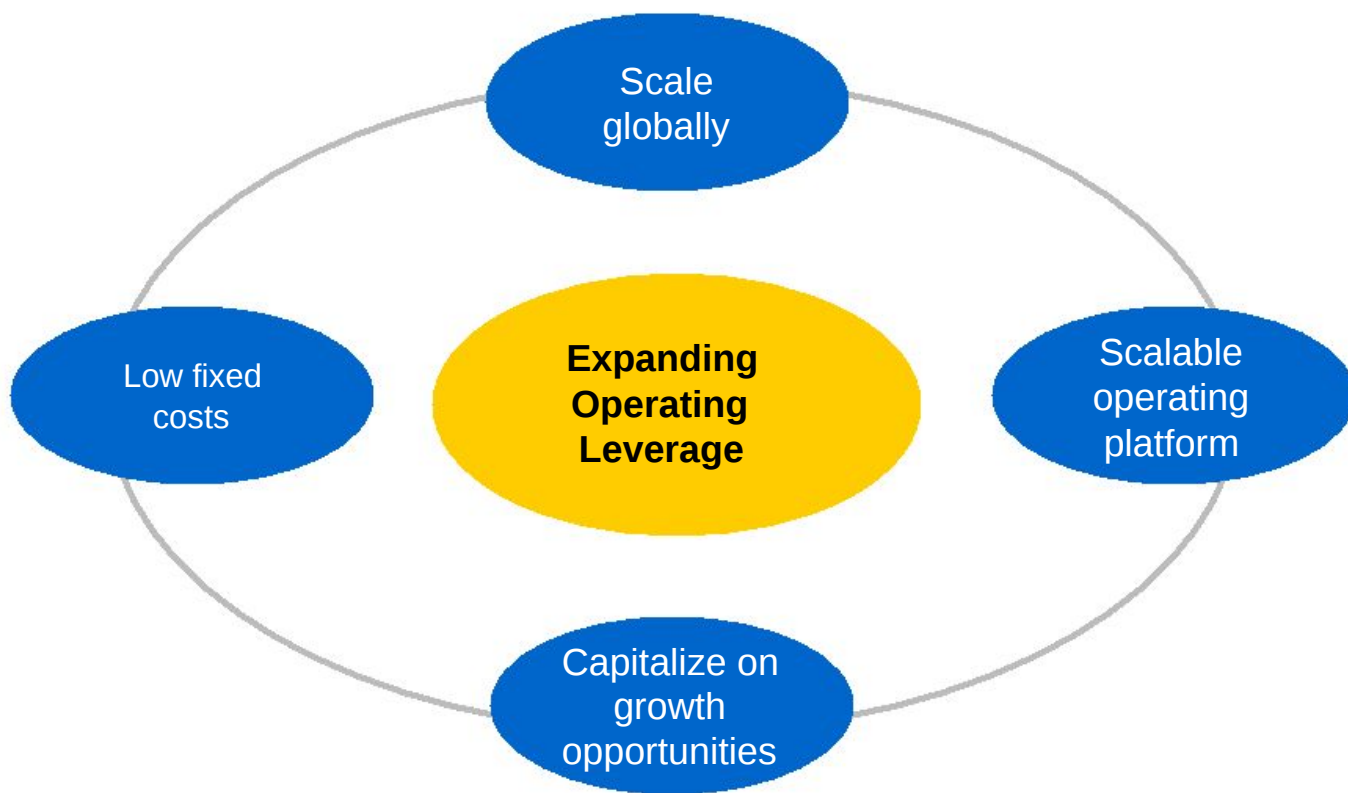 Scale
globally
Low fixed
costs
Expanding
Operating
Leverage
Scalable
operating
platform
Capitalize on
growth
opportunities